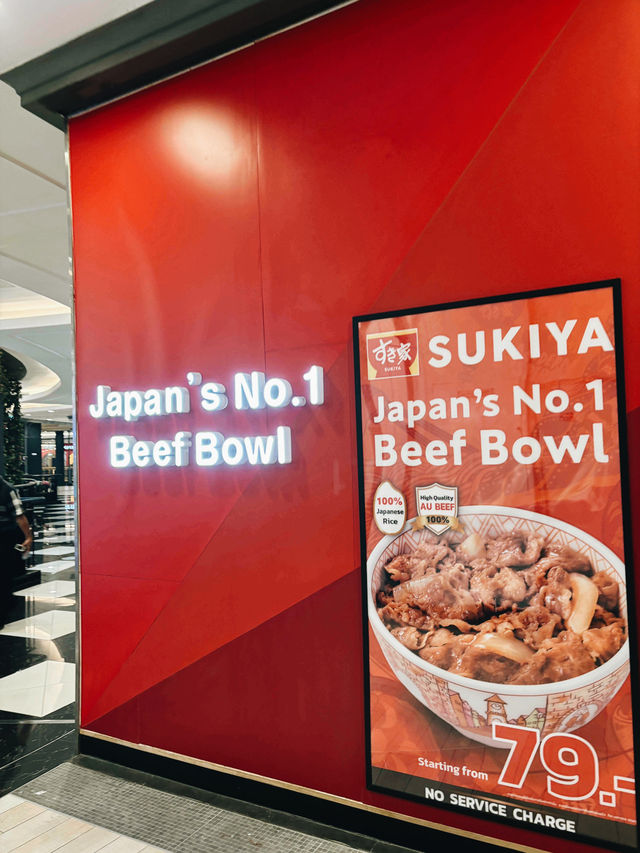 Japan's No.1
Beef Bowl
すき家
SUKIYA
SUKIYA
Japan's No.1
Beef Bowl
100%
Japanese
Rice
High Quality
AU BEEF
100%
Starting from
79.-
NO SERVICE CHARGE